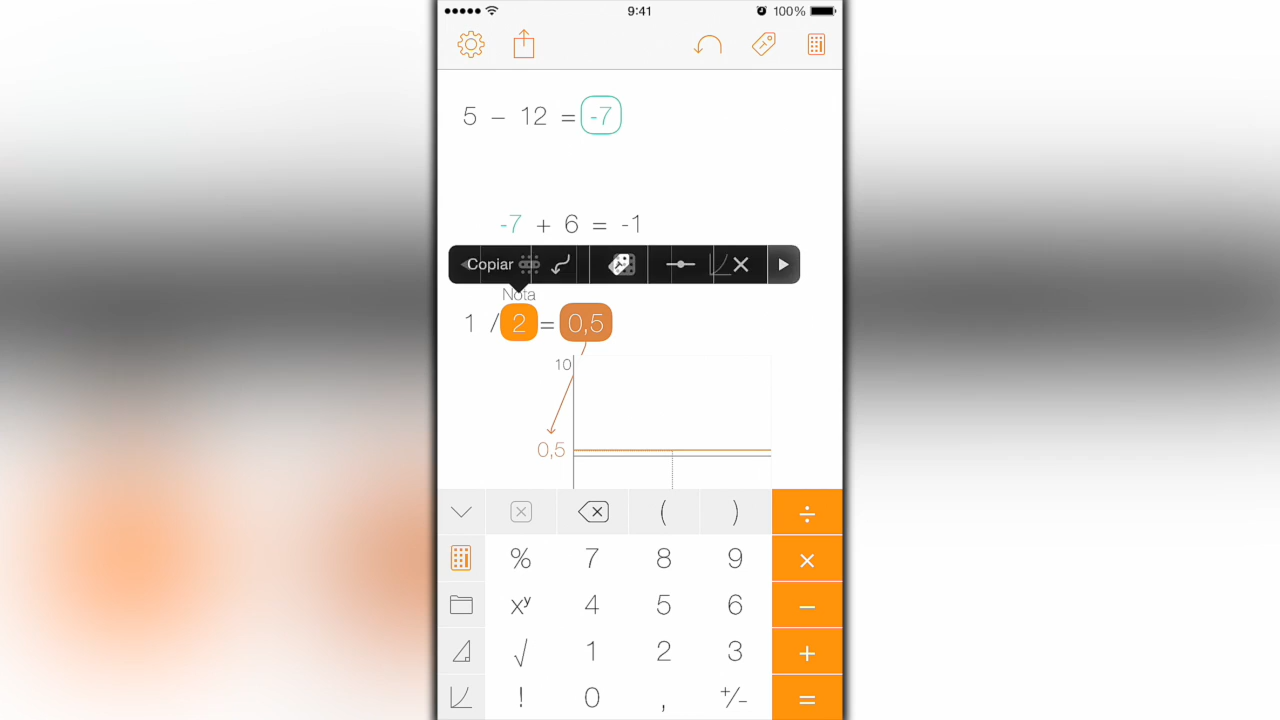 9:41
100%
5 – 12 = -7
-7 + 6 = -1
Copiar
Nota
1 / 2 = 0,5
10
0,5
( ) ÷
% 7 8 9 ×
xʸ 4 5 6 –
√ 1 2 3 +
! 0 , +/- =